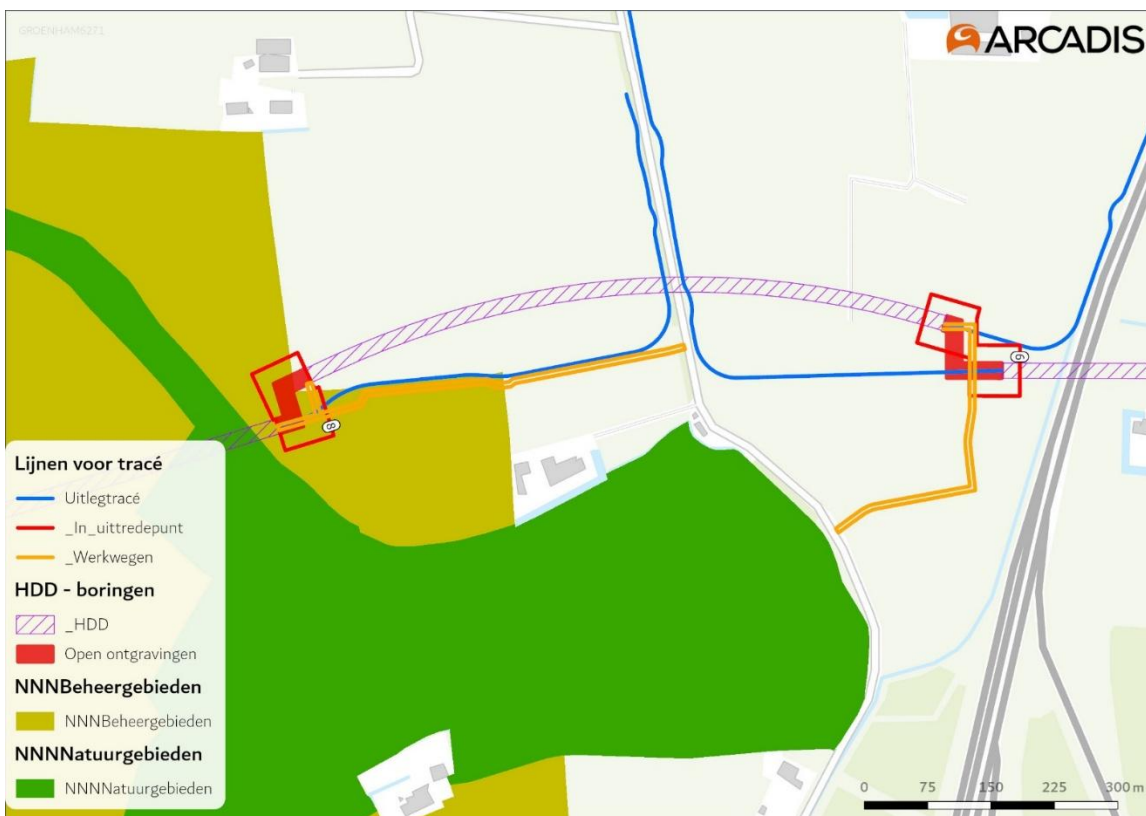 GROENHAM6271
ARCADIS
8
9
Lijnen voor tracé
Uitlegtracé
_In_uittredepunt
_Werkwegen
HDD - boringen
_HDD
Open ontgravingen
NNNBeheergebieden
NNNBeheergebieden
NNNNatuurgebieden
NNNNatuurgebieden
0 75 150 225 300 m